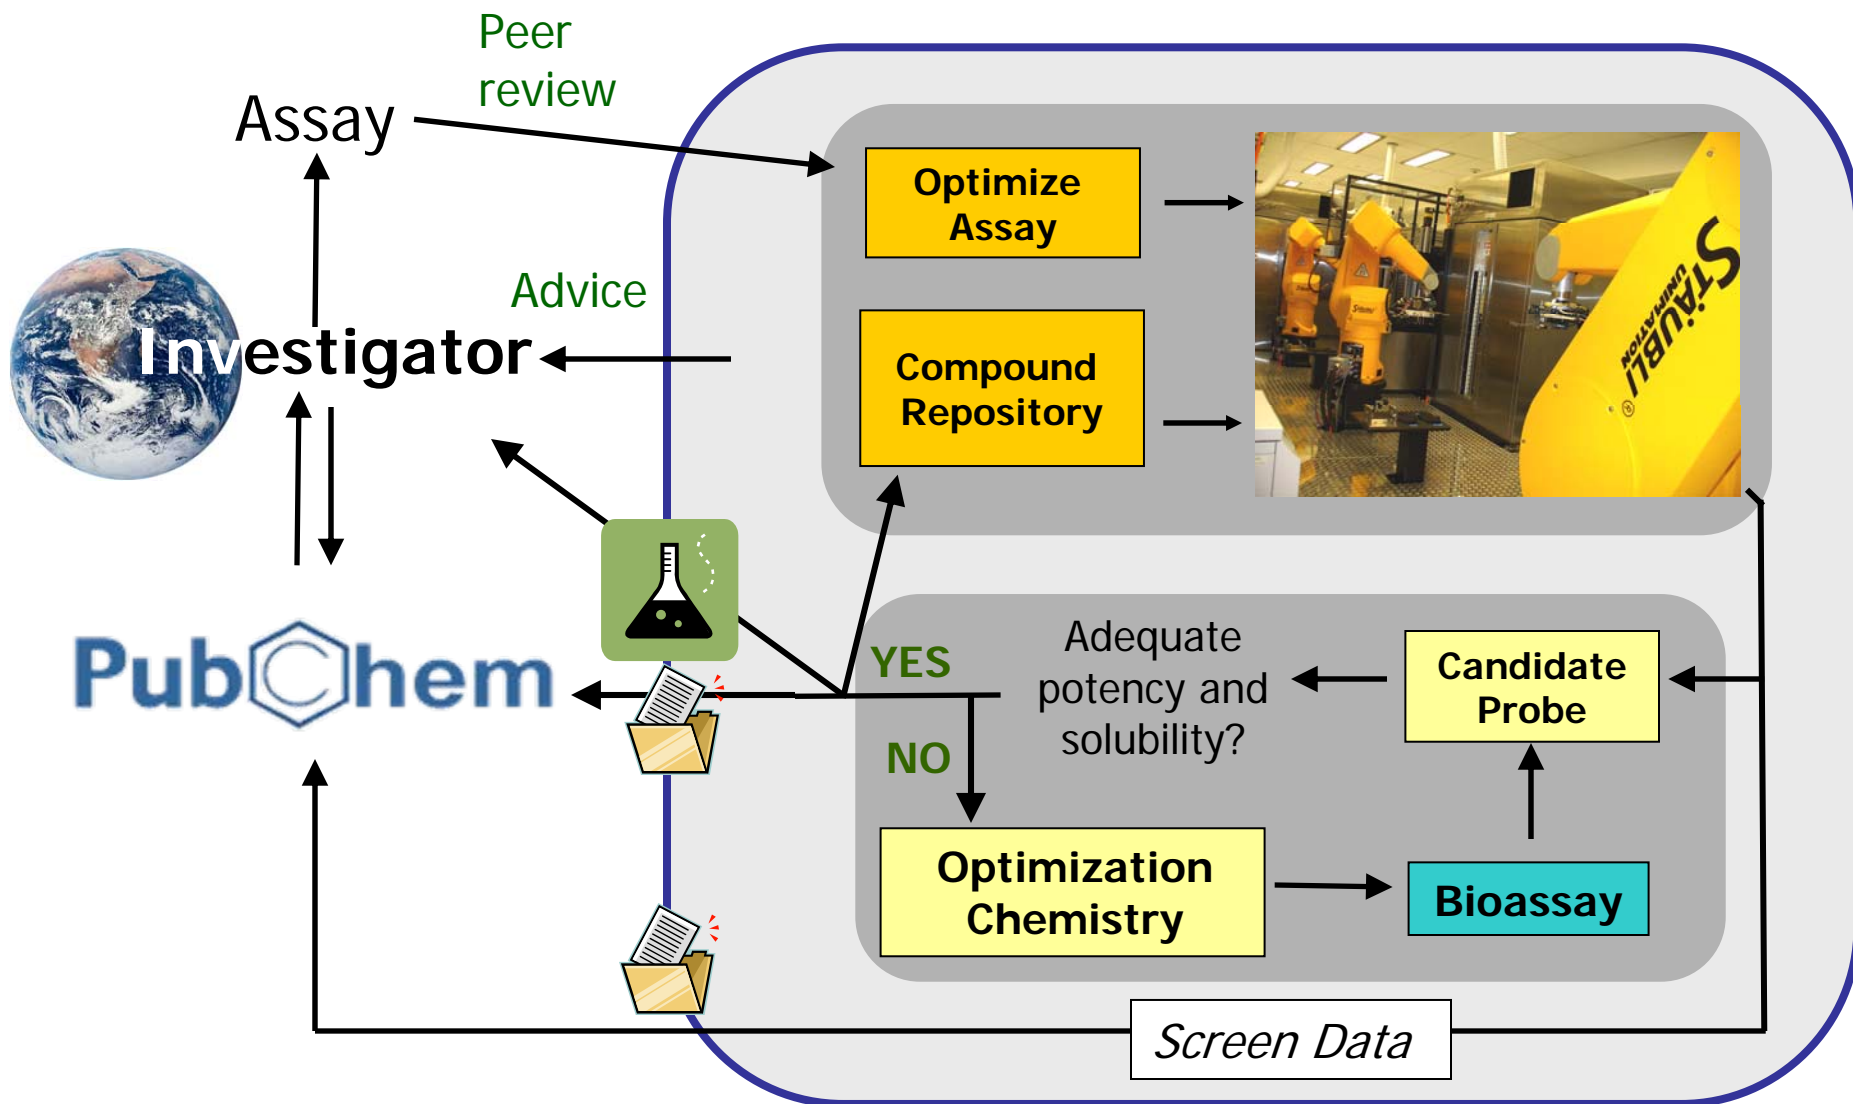 Peer
review
Assay
Optimize
Assay
STÄUBLI
UNIMATION
®
STÄUBLI
Advice
Investigator
Compound
Repository
PubChem
YES
NO
Adequate
potency and
solubility?
Candidate
Probe
Optimization
Chemistry
Bioassay
Screen Data